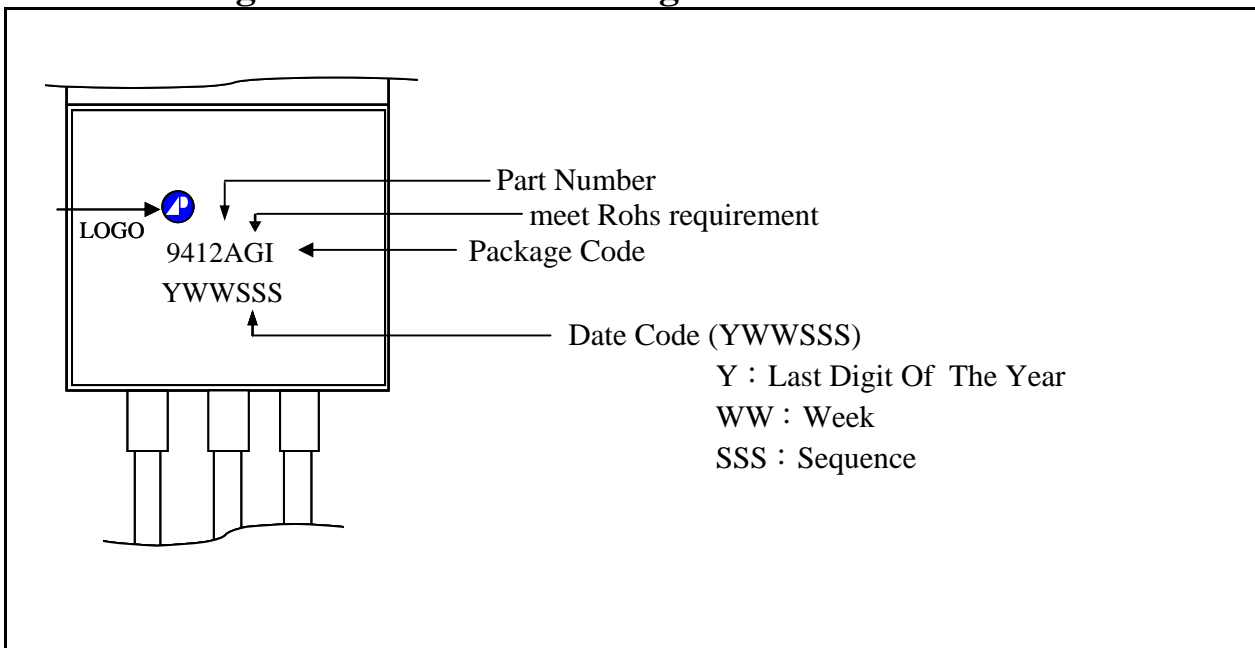 Part Number
meet Rohs requirement
LOGO
9412AGI
Package Code
YWWSSS
Date Code (YWWSSS)
Y：Last Digit Of The Year
WW：Week
SSS：Sequence